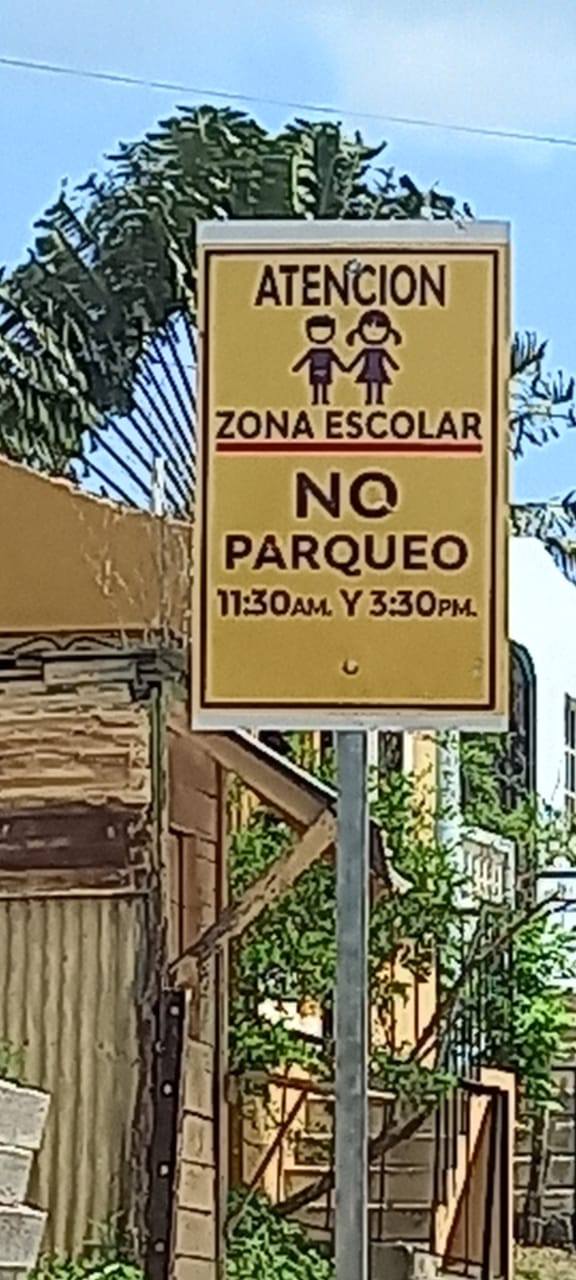 ATENCION
ZONA ESCOLAR
NO
PARQUEO
11:30AM. Y 3:30PM.